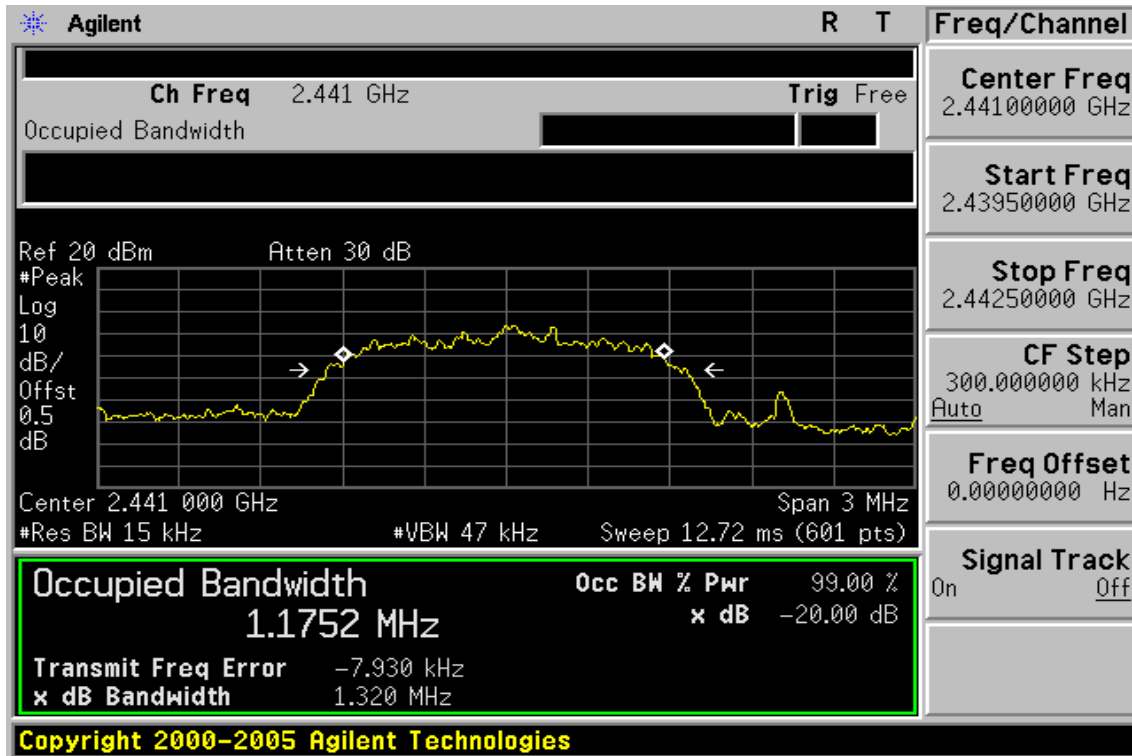 Agilent R T Freq/Channel
Ch Freq 2.441 GHz Trig Free
Occupied Bandwidth
Center Freq
2.44100000 GHz
Start Freq
2.43950000 GHz
Stop Freq
2.44250000 GHz
CF Step
300.000000 kHz
Auto Man
Freq Offset
0.00000000 Hz
Signal Track
On Off
Ref 20 dBm Atten 30 dB
#Peak
Log
10
dB/
Offst
0.5
dB
Center 2.441 000 GHz Span 3 MHz
#Res BW 15 kHz #VBW 47 kHz Sweep 12.72 ms (601 pts)
Occupied Bandwidth Occ BW % Pwr 99.00 %
1.1752 MHz x dB -20.00 dB
Transmit Freq Error -7.930 kHz
x dB Bandwidth 1.320 MHz
Copyright 2000-2005 Agilent Technologies